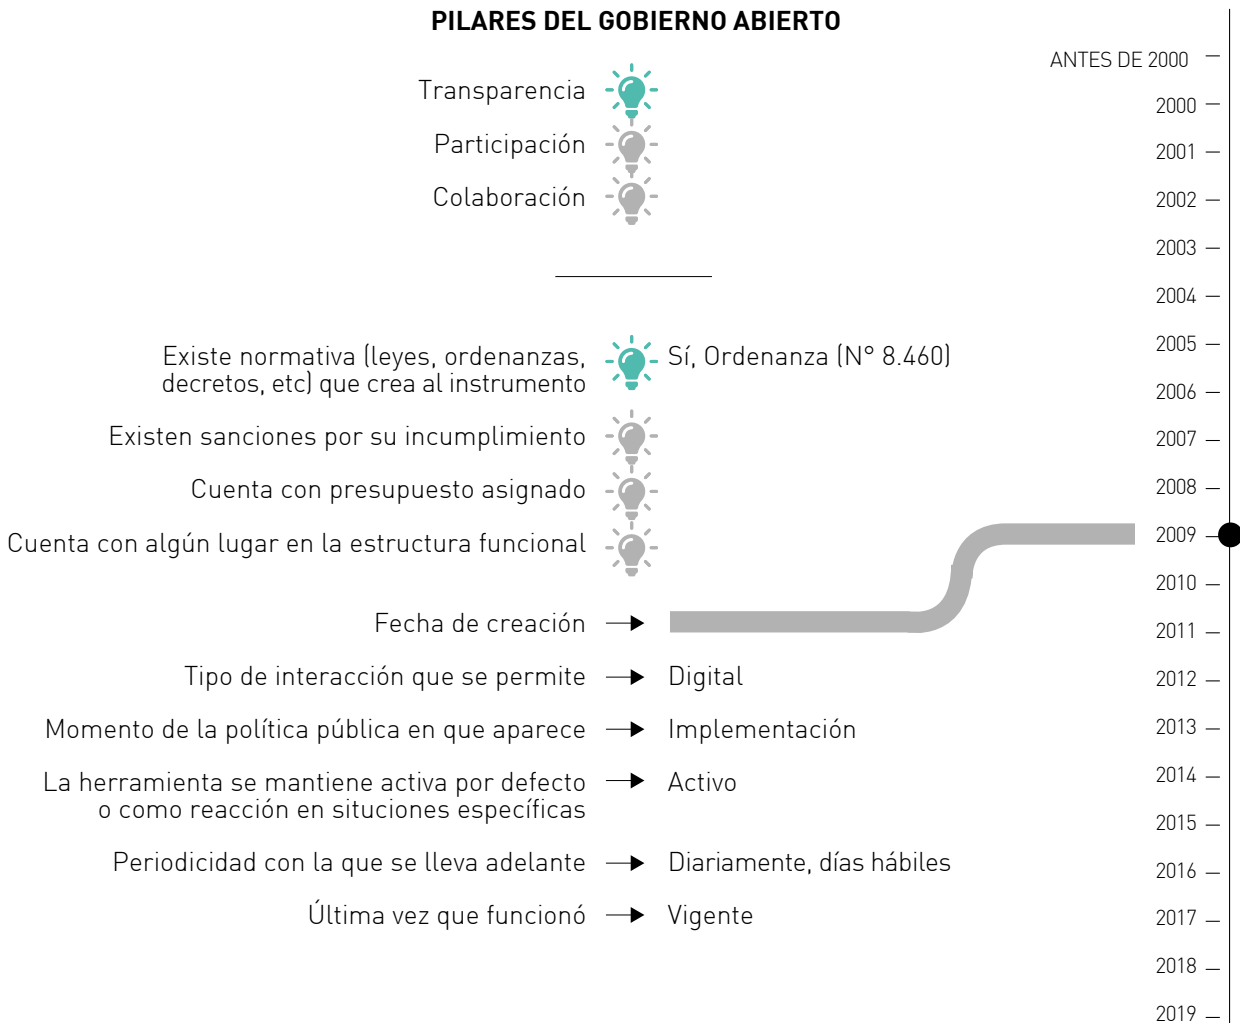 PILARES DEL GOBIERNO ABIERTO
Transparencia
Participación
Colaboración
Existe normativa (leyes, ordenanzas,
decretos, etc) que crea al instrumento
Sí, Ordenanza (N° 8.460)
Existen sanciones por su incumplimiento
Cuenta con presupuesto asignado
Cuenta con algún lugar en la estructura funcional
Fecha de creación
Tipo de interacción que se permite
Digital
Momento de la política pública en que aparece
Implementación
La herramienta se mantiene activa por defecto
o como reacción en situciones específicas
Activo
Periodicidad con la que se lleva adelante
Diariamente, días hábiles
Última vez que funcionó
Vigente
ANTES DE 2000
2000
2001
2002
2003
2004
2005
2006
2007
2008
2009
2010
2011
2012
2013
2014
2015
2016
2017
2018
2019